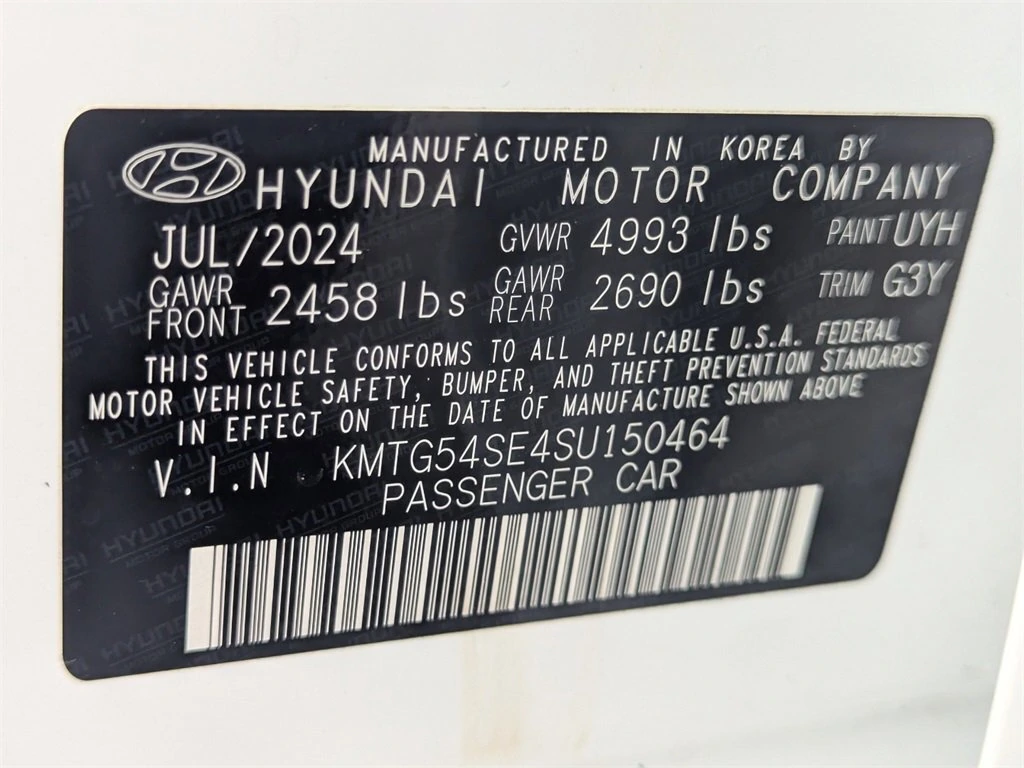 MANUFACTURED IN KOREA BY
HYUNDAI MOTOR COMPANY
JUL/2024 GVWR 4993 lbs PAINT UYH
GAWR FRONT 2458 lbs GAWR REAR 2690 lbs TRIM G3Y
THIS VEHICLE CONFORMS TO ALL APPLICABLE U.S.A. FEDERAL
MOTOR VEHICLE SAFETY, BUMPER, AND THEFT PREVENTION STANDARDS
IN EFFECT ON THE DATE OF MANUFACTURE SHOWN ABOVE
V.I.N KMTG54SE4SU150464
PASSENGER CAR